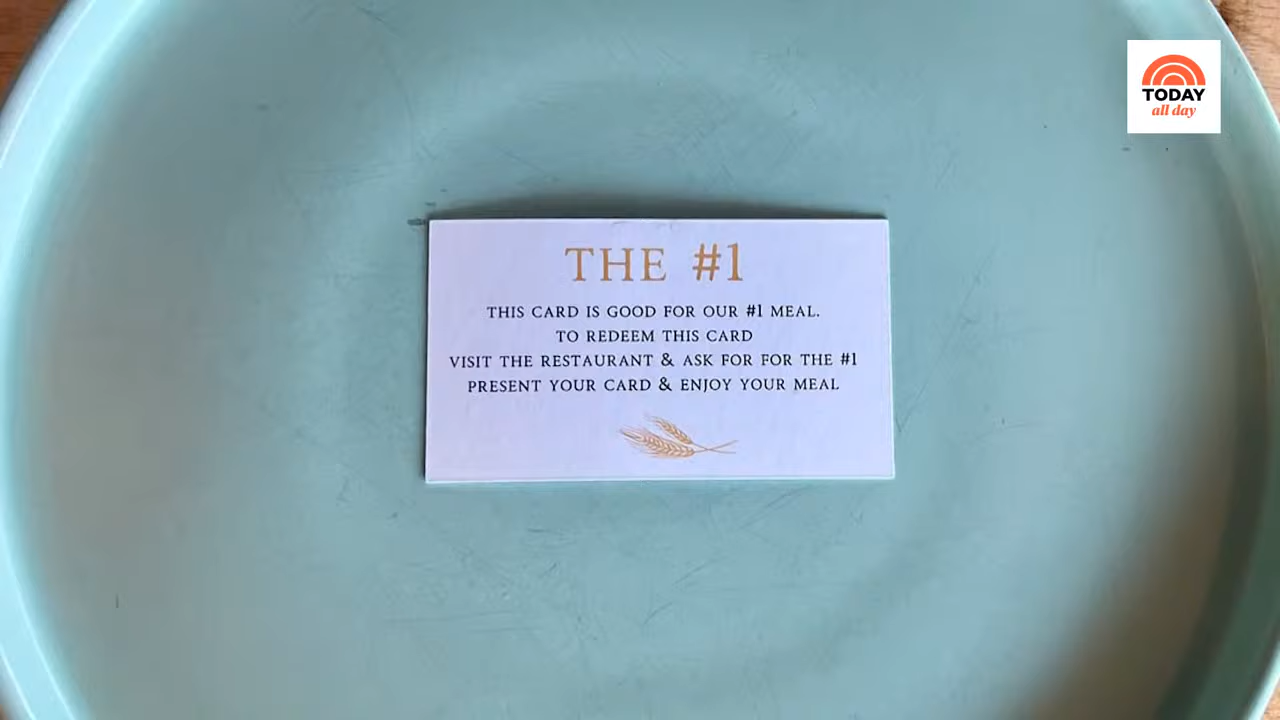 TODAY
all day
THE #1
THIS CARD IS GOOD FOR OUR #1 MEAL.
TO REDEEM THIS CARD
VISIT THE RESTAURANT & ASK FOR FOR THE #1
PRESENT YOUR CARD & ENJOY YOUR MEAL